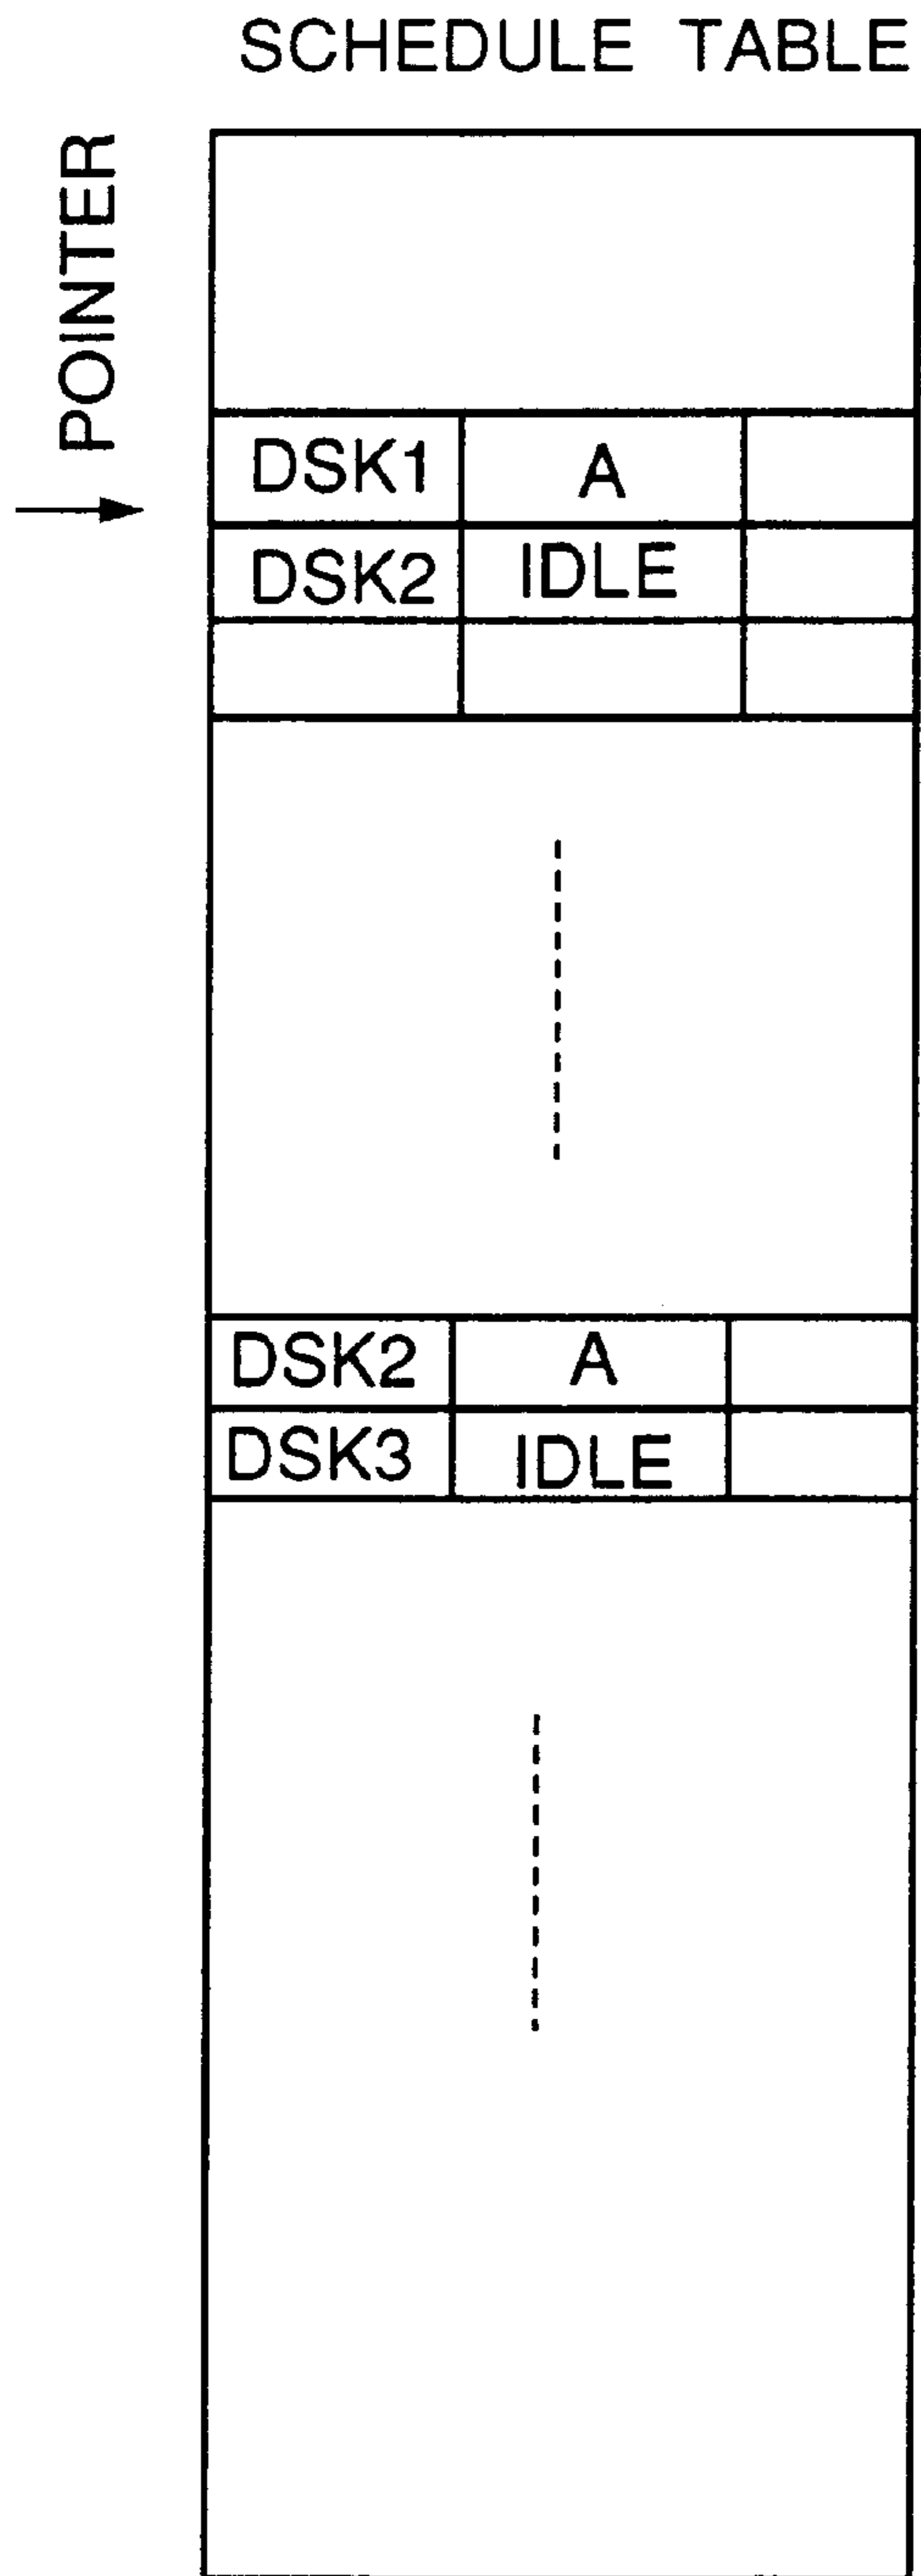 SCHEDULE TABLE
POINTER
DSK1 A
DSK2 IDLE
DSK2 A
DSK3 IDLE